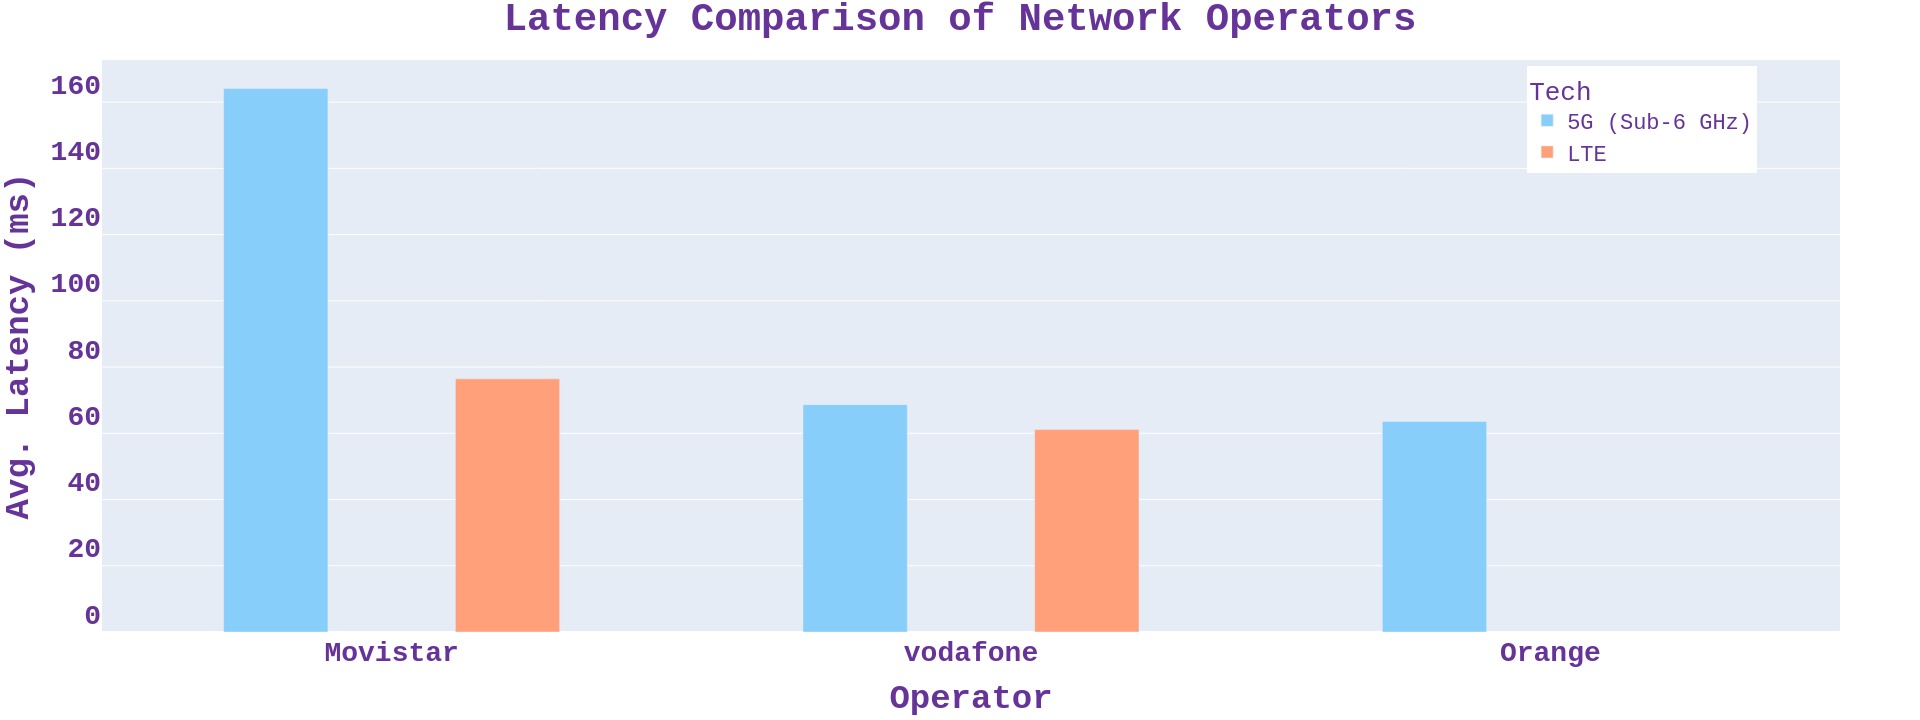 Latency Comparison of Network Operators
Avg. Latency (ms)
160
140
120
100
80
60
40
20
0
Tech
5G (Sub-6 GHz)
LTE
Movistar vodafone Orange
Operator